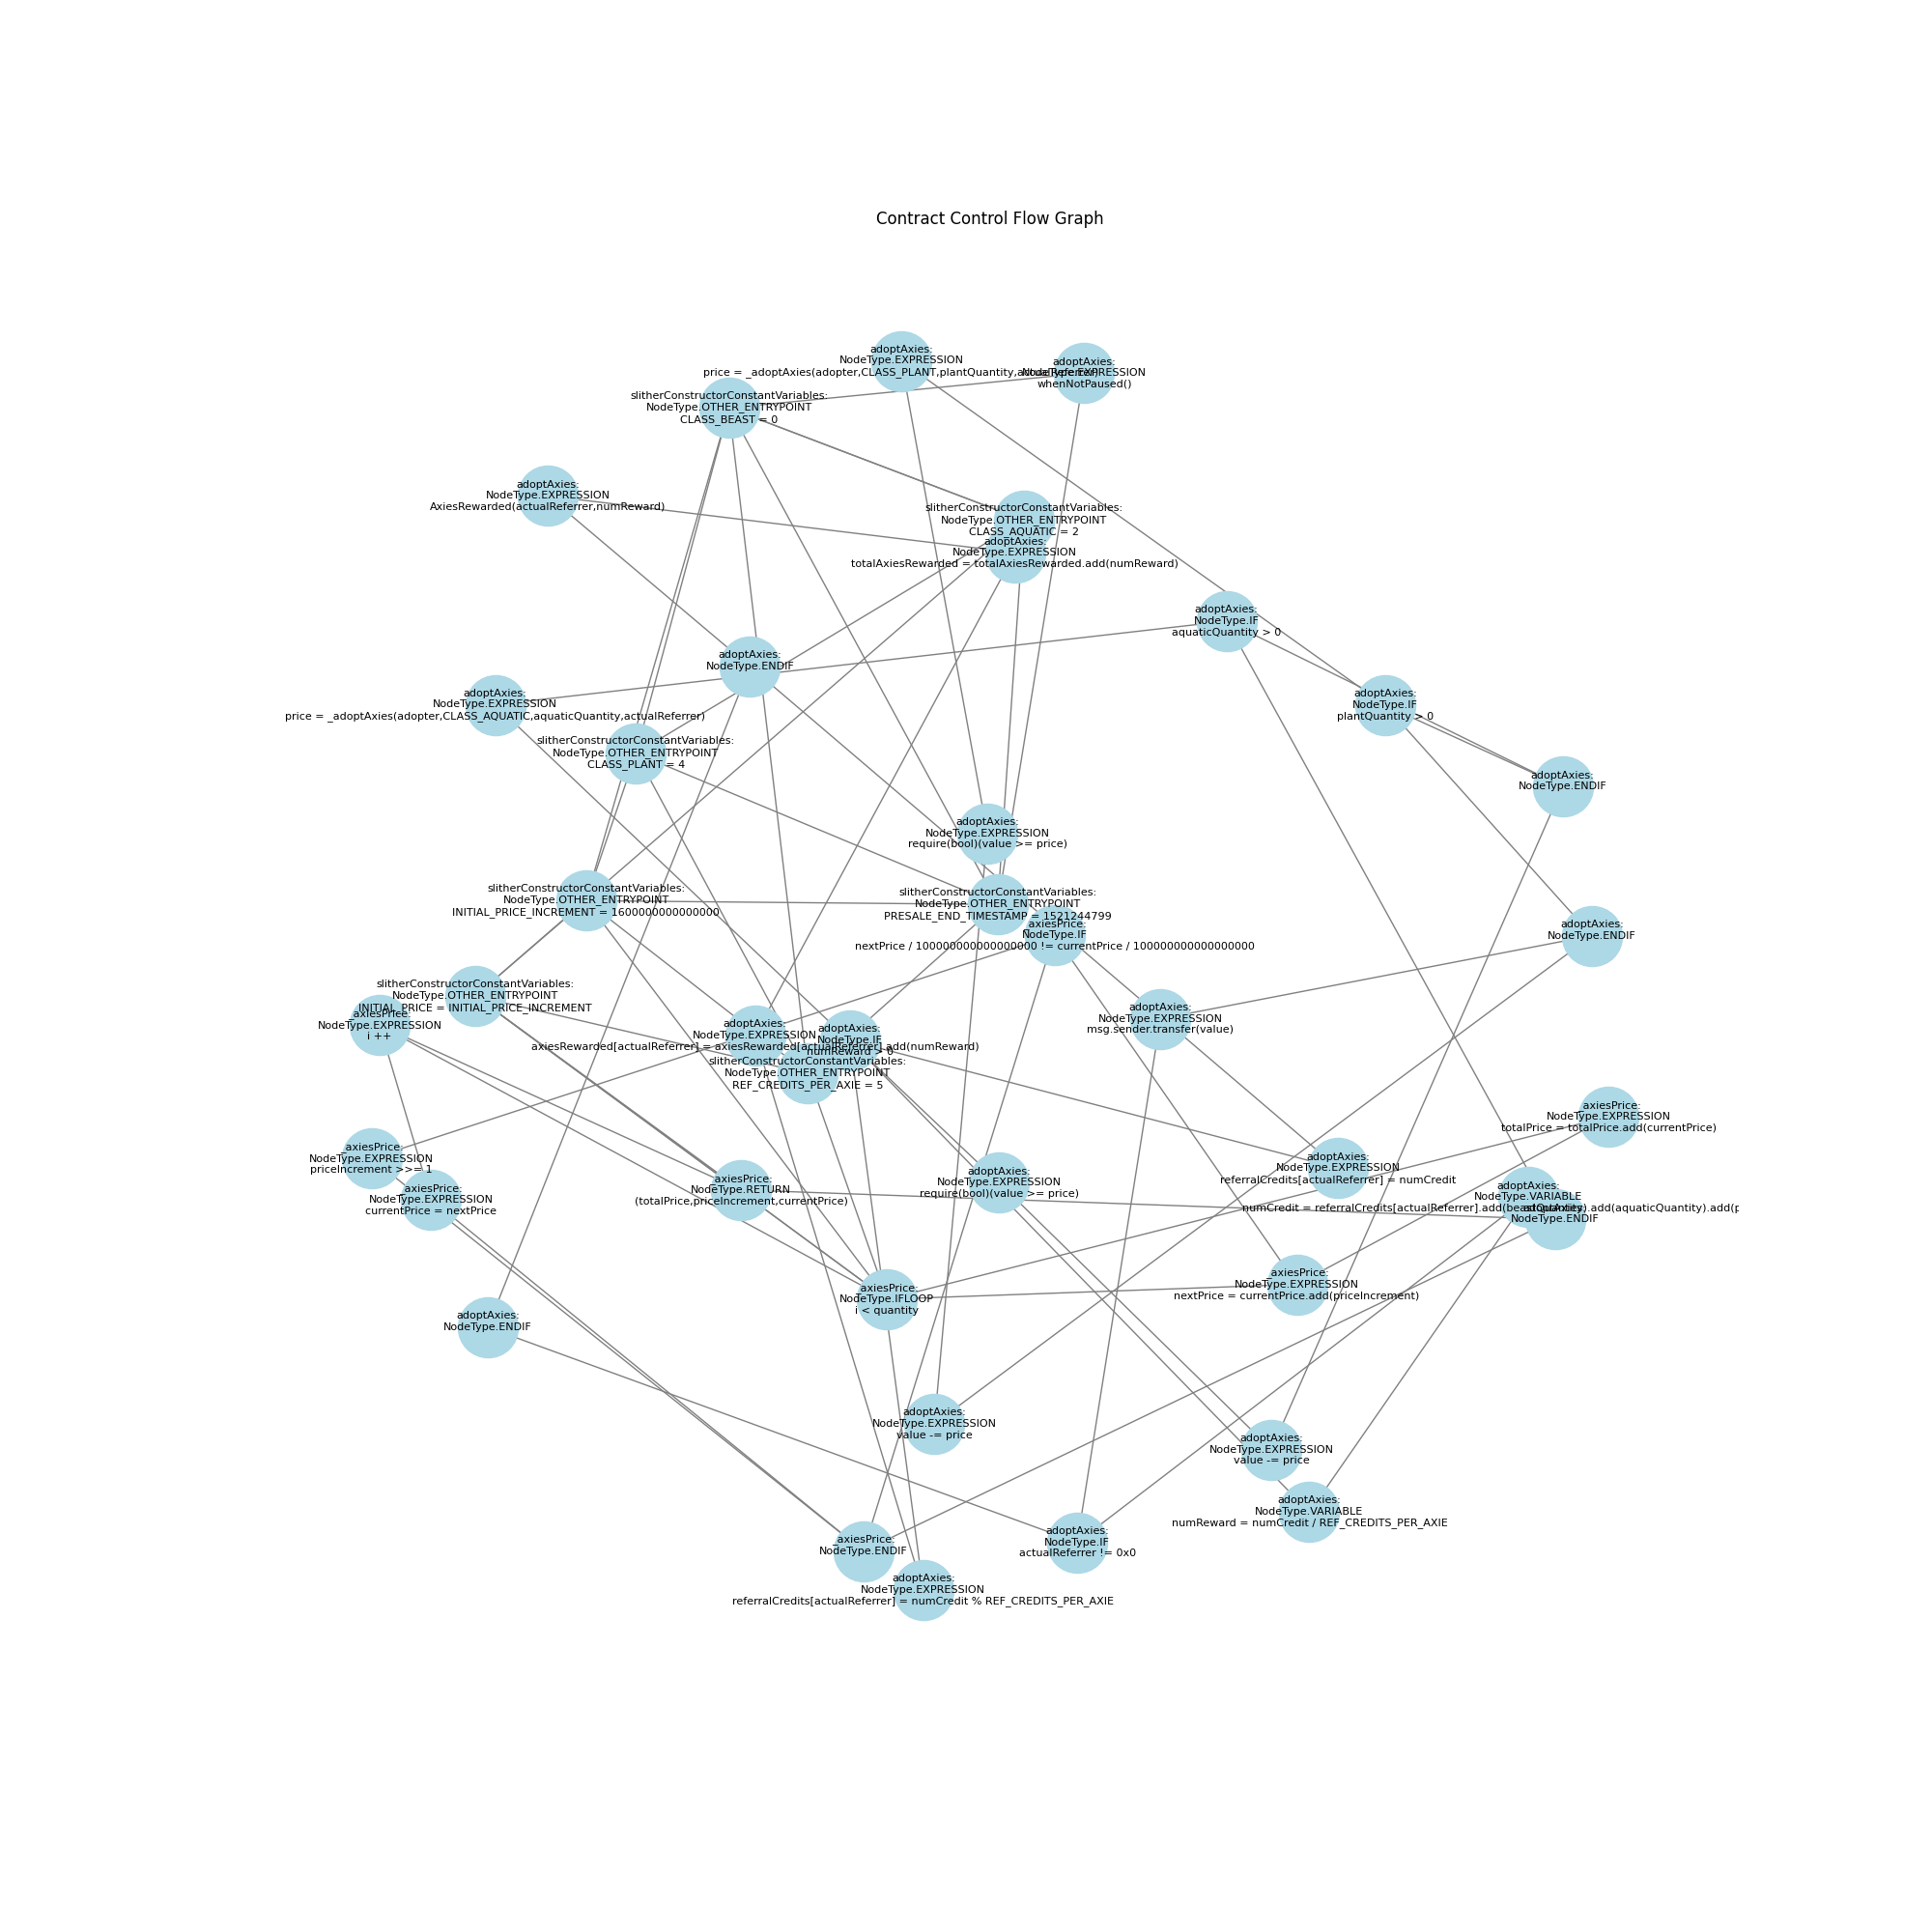 Contract Control Flow Graph
adoptAxies:
NodeType.EXPRESSION
price = _adoptAxies(adopter,CLASS_PLANT,plantQuantity,actualReferrer)
adoptAxies:
NodeType.EXPRESSION
whenNotPaused()
slitherConstructorConstantVariables:
NodeType.OTHER_ENTRYPOINT
CLASS_BEAST = 0
adoptAxies:
NodeType.EXPRESSION
AxiesRewarded(actualReferrer,numReward)
slitherConstructorConstantVariables:
NodeType.OTHER_ENTRYPOINT
CLASS_AQUATIC = 2
adoptAxies:
NodeType.EXPRESSION
totalAxiesRewarded = totalAxiesRewarded.add(numReward)
adoptAxies:
NodeType.IF
aquaticQuantity > 0
adoptAxies:
NodeType.ENDIF
adoptAxies:
NodeType.EXPRESSION
price = _adoptAxies(adopter,CLASS_AQUATIC,aquaticQuantity,actualReferrer)
adoptAxies:
NodeType.IF
plantQuantity > 0
slitherConstructorConstantVariables:
NodeType.OTHER_ENTRYPOINT
CLASS_PLANT = 4
adoptAxies:
NodeType.ENDIF
adoptAxies:
NodeType.EXPRESSION
require(bool)(value >= price)
slitherConstructorConstantVariables:
NodeType.OTHER_ENTRYPOINT
INITIAL_PRICE_INCREMENT = 1600000000000000
slitherConstructorConstantVariables:
NodeType.OTHER_ENTRYPOINT
PRESALE_END_TIMESTAMP = 1521244799
_axiesPrice:
NodeType.IF
nextPrice / 100000000000000000 != currentPrice / 100000000000000000
adoptAxies:
NodeType.ENDIF
slitherConstructorConstantVariables:
NodeType.OTHER_ENTRYPOINT
INITIAL_PRICE = INITIAL_PRICE_INCREMENT
_axiesPrice:
NodeType.EXPRESSION
i ++
adoptAxies:
NodeType.EXPRESSION
msg.sender.transfer(value)
adoptAxies:
NodeType.EXPRESSION
axiesRewarded[actualReferrer] = axiesRewarded[actualReferrer].add(numReward)
adoptAxies:
NodeType.IF
numReward > 0
slitherConstructorConstantVariables:
NodeType.OTHER_ENTRYPOINT
REF_CREDITS_PER_AXIE = 5
_axiesPrice:
NodeType.EXPRESSION
totalPrice = totalPrice.add(currentPrice)
_axiesPrice:
NodeType.EXPRESSION
priceIncrement >>= 1
adoptAxies:
NodeType.EXPRESSION
referralCredits[actualReferrer] = numCredit
_axiesPrice:
NodeType.RETURN
(totalPrice,priceIncrement,currentPrice)
adoptAxies:
NodeType.EXPRESSION
require(bool)(value >= price)
_axiesPrice:
NodeType.EXPRESSION
currentPrice = nextPrice
adoptAxies:
NodeType.VARIABLE
numCredit = referralCredits[actualReferrer].add(beastQuantity).add(aquaticQuantity).add(p
NodeType.ENDIF
_axiesPrice:
NodeType.EXPRESSION
nextPrice = currentPrice.add(priceIncrement)
_axiesPrice:
NodeType.IFLOOP
i < quantity
adoptAxies:
NodeType.ENDIF
adoptAxies:
NodeType.EXPRESSION
value -= price
adoptAxies:
NodeType.EXPRESSION
value -= price
adoptAxies:
NodeType.VARIABLE
numReward = numCredit / REF_CREDITS_PER_AXIE
adoptAxies:
NodeType.IF
actualReferrer != 0x0
_axiesPrice:
NodeType.ENDIF
adoptAxies:
NodeType.EXPRESSION
referralCredits[actualReferrer] = numCredit % REF_CREDITS_PER_AXIE